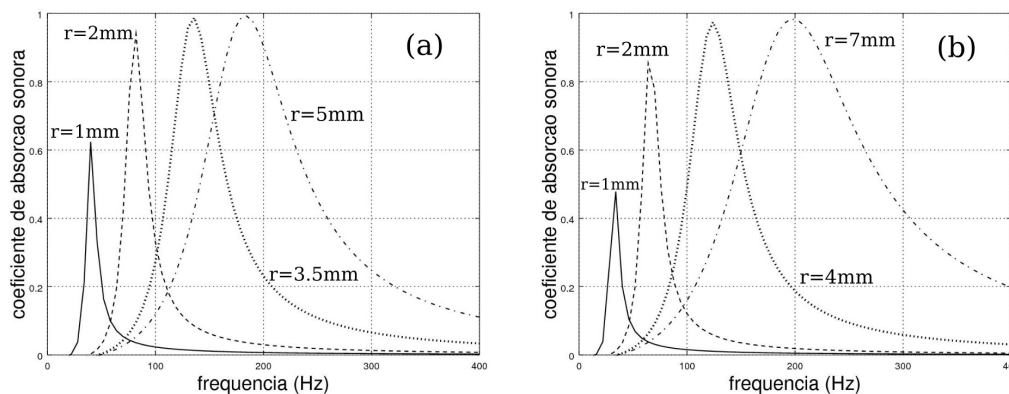 (a)
coeficiente de absorcao sonora
1
0.8
0.6
0.4
0.2
0
r=2mm
r=1mm
r=5mm
r=3.5mm
0
100
200
300
400
frequencia (Hz)
(b)
coeficiente de absorcao sonora
1
0.8
0.6
0.4
0.2
0
r=7mm
r=2mm
r=1mm
r=4mm
0
100
200
300
400
frequencia (Hz)